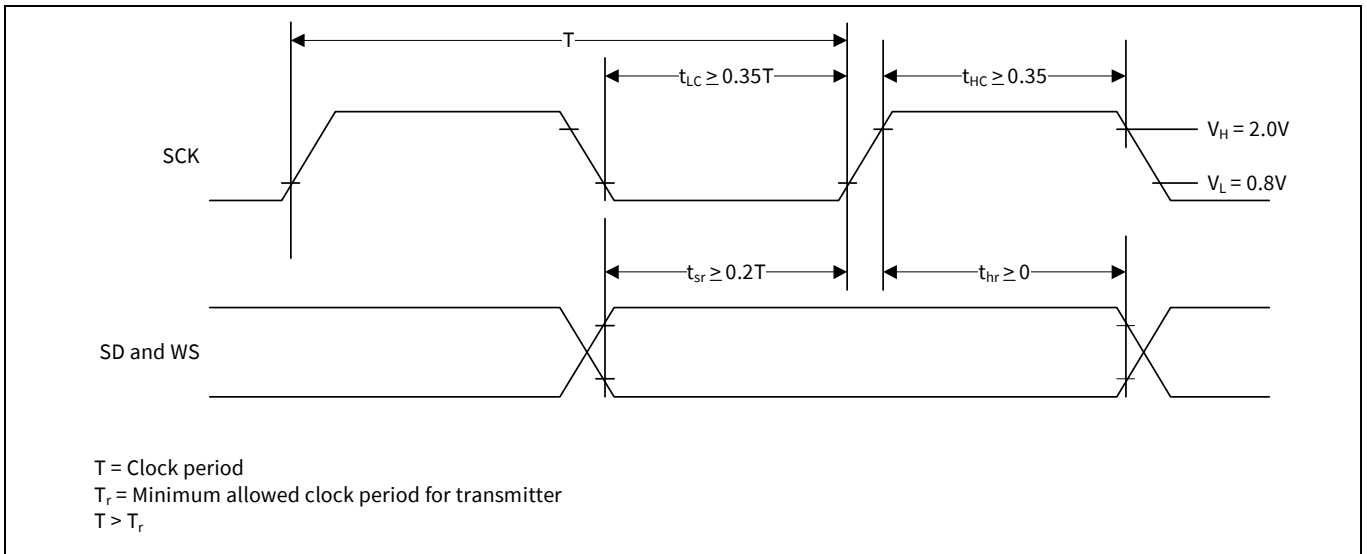 T
tLC ≥ 0.35T
tHC ≥ 0.35
VH = 2.0V
SCK
VL = 0.8V
tsr ≥ 0.2T
thr ≥ 0
SD and WS
T = Clock period
Tr = Minimum allowed clock period for transmitter
T > Tr